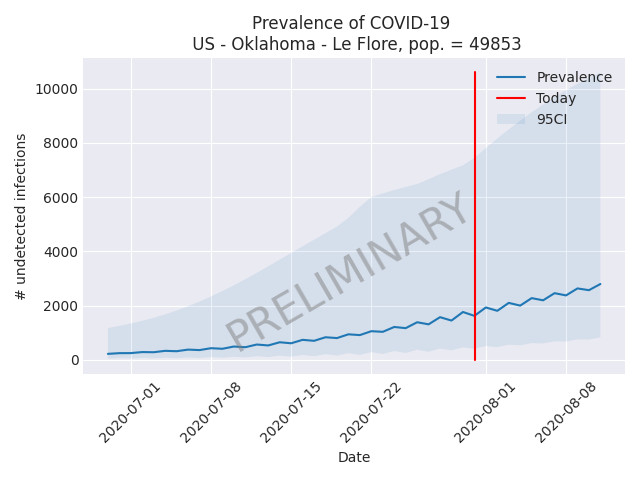 Prevalence of COVID-19
US - Oklahoma - Le Flore, pop. = 49853
Prevalence
Today
95CI
10000
8000
6000
4000
2000
0
# undetected infections
PRELIMINARY
2020-07-01
2020-07-08
2020-07-15
2020-07-22
2020-08-01
2020-08-08
Date